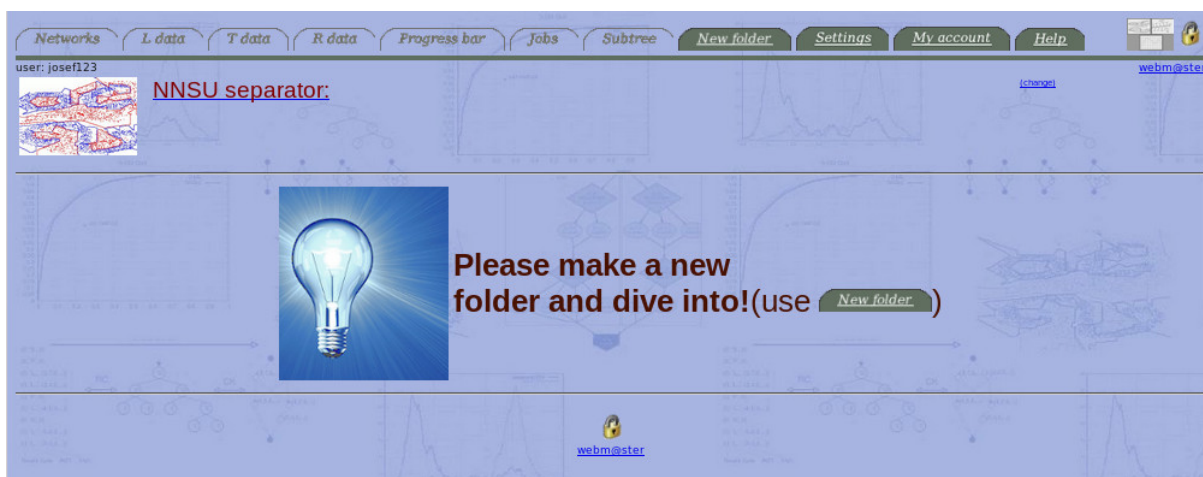 Networks L data T data R data Progress bar Jobs Subtree New folder Settings My account Help
user: josef123
webm@ster
NNSU separator:
(change)
Please make a new
folder and dive into!(use New folder )
webm@ster